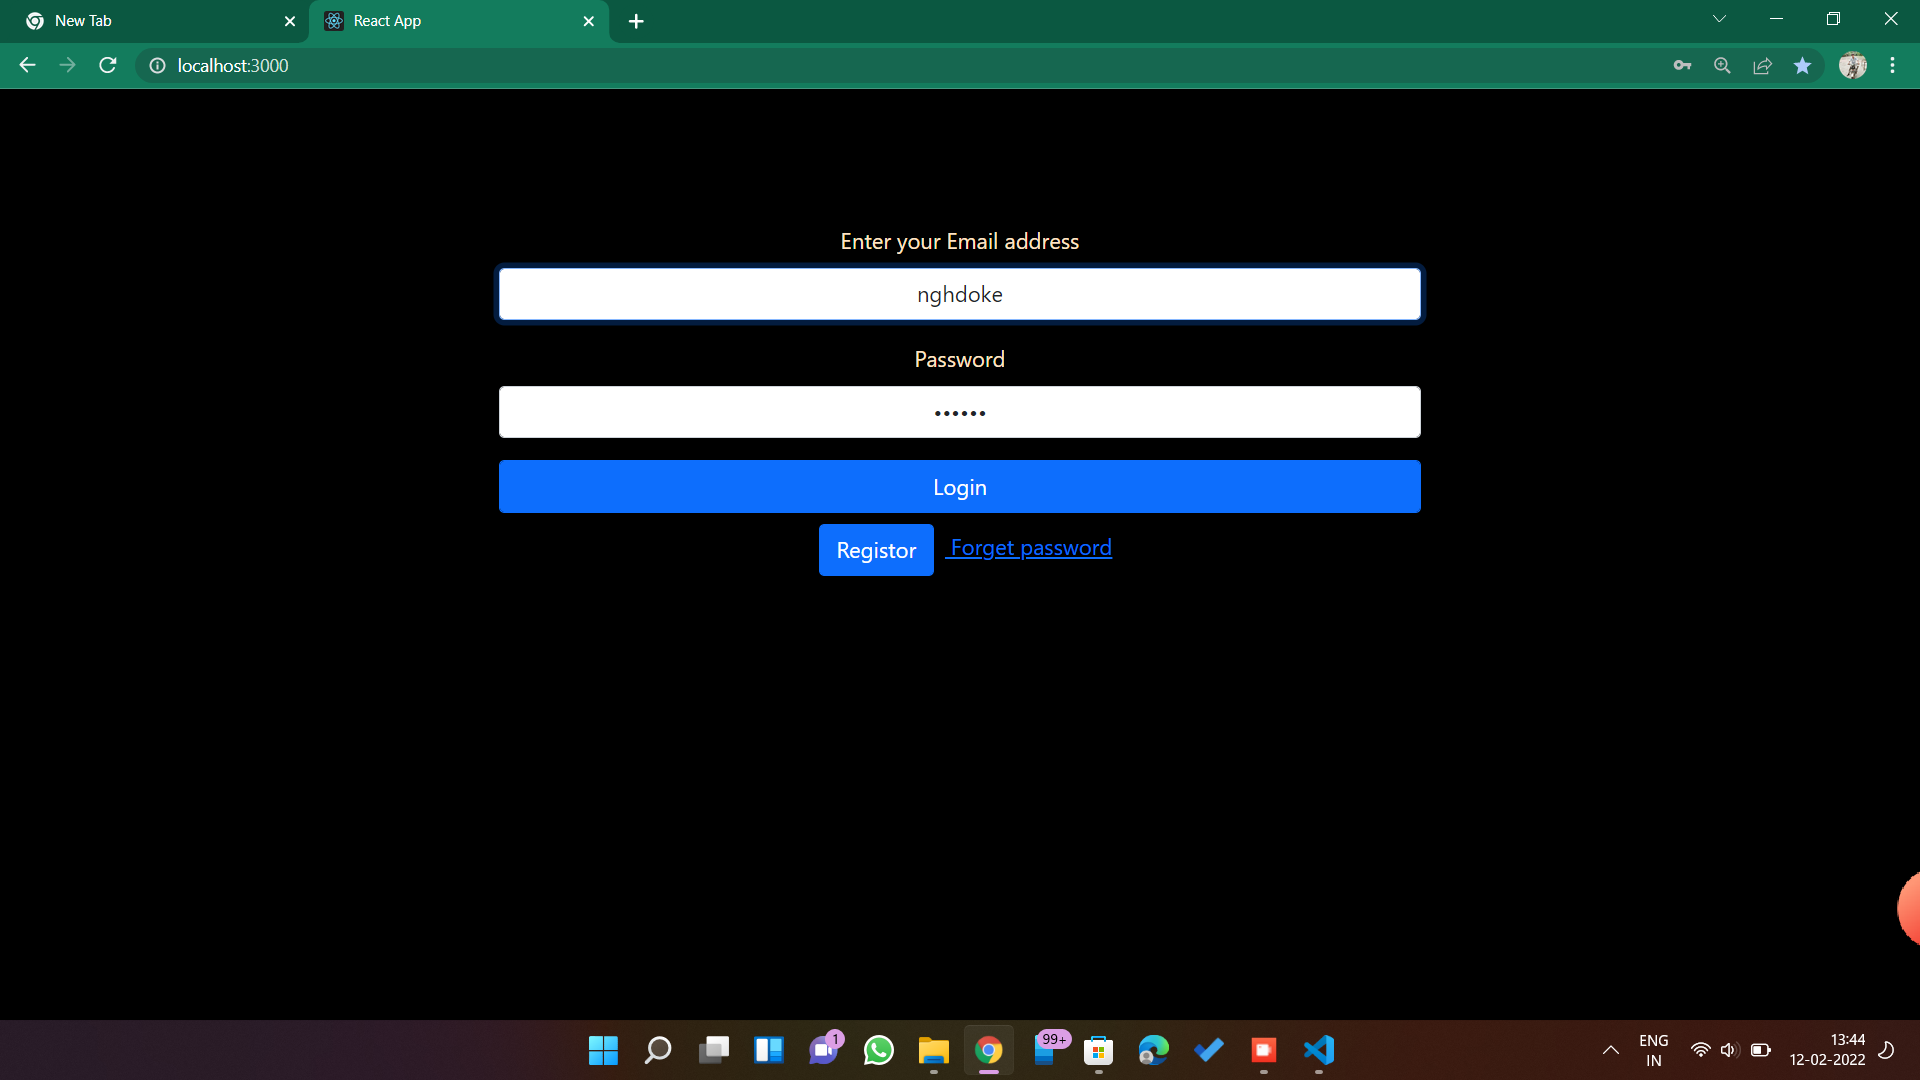 New Tab
React App
localhost:3000
Enter your Email address
nghdoke
Password
••••••
Login
Registor
Forget password
1
99+
ENG
IN
13:44
12-02-2022